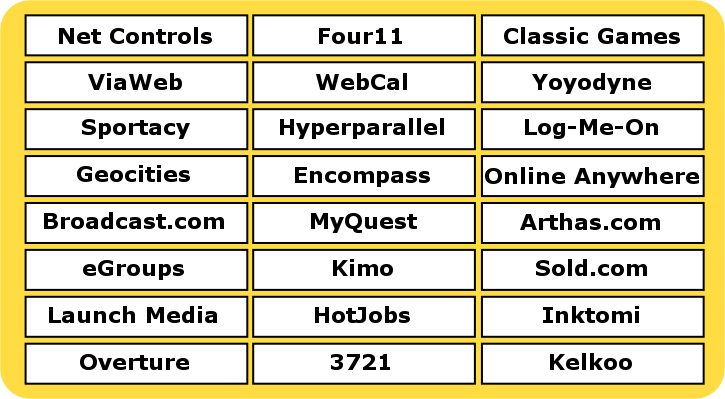 Net Controls
Four11
Classic Games
ViaWeb
WebCal
Yoyodyne
Sportacy
Hyperparallel
Log-Me-On
Geocities
Encompass
Online Anywhere
Broadcast.com
MyQuest
Arthas.com
eGroups
Kimo
Sold.com
Launch Media
HotJobs
Inktomi
Overture
3721
Kelkoo